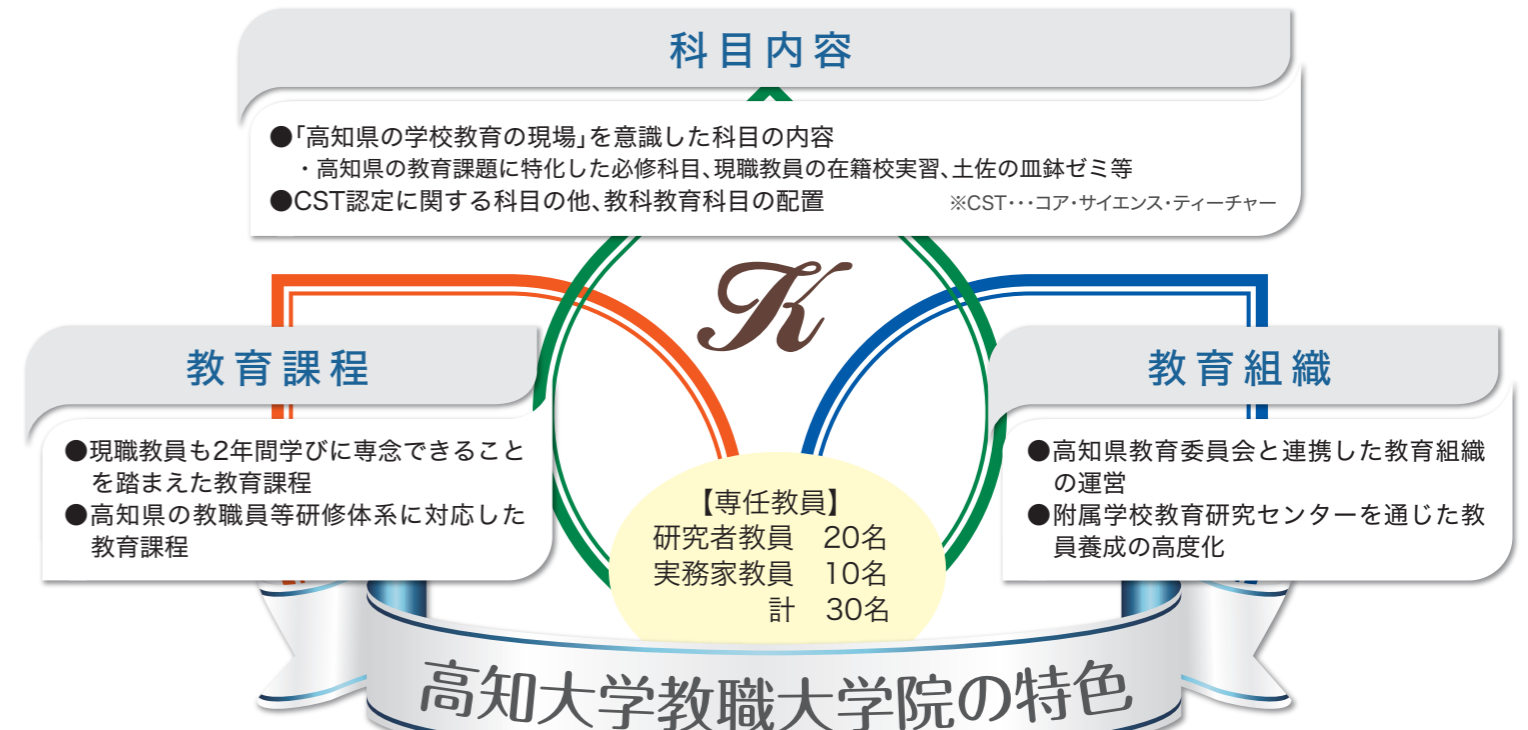 科目内容
●「高知県の学校教育の現場」を意識した科目の内容
・高知県の教育課題に特化した必修科目、現職教員の在籍校実習、土佐の皿鉢ゼミ等
●CST認定に関する科目の他、教科教育科目の配置 ※CST･･･コア・サイエンス・ティーチャー
K
教育課程
●現職教員も2年間学びに専念できること
を踏まえた教育課程
●高知県の教職員等研修体系に対応した
教育課程
教育組織
●高知県教育委員会と連携した教育組織
の運営
●附属学校教育研究センターを通じた教
員養成の高度化
【専任教員】
研究者教員 20名
実務家教員 10名
計 30名
高知大学教職大学院の特色